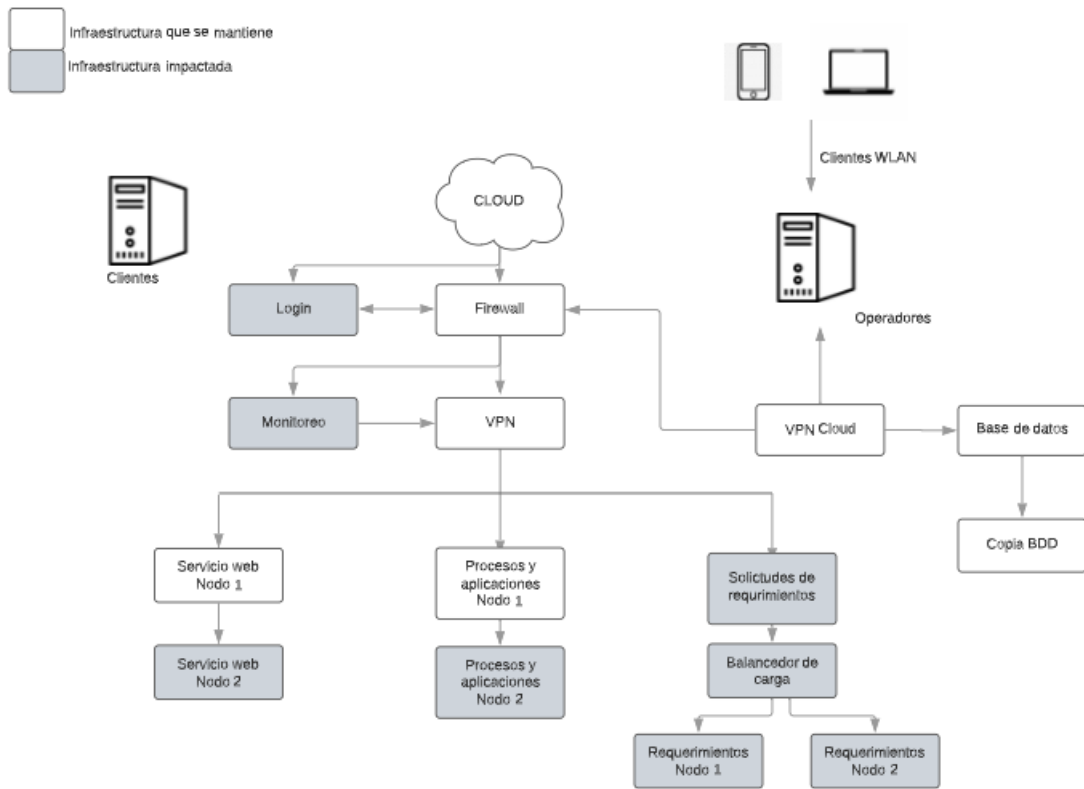 Infraestructura que se mantiene
Infraestructura impactada
Clientes WLAN
CLOUD
Clientes
Login
Firewall
Operadores
Monitoreo
VPN
VPN Cloud
Base de datos
Copia BDD
Servicio web
Nodo 1
Procesos y
aplicaciones
Nodo 1
Solictudes de
requrimientos
Servicio web
Nodo 2
Procesos y
aplicaciones
Nodo 2
Balancedor de
carga
Requerimientos
Nodo 1
Requerimientos
Nodo 2